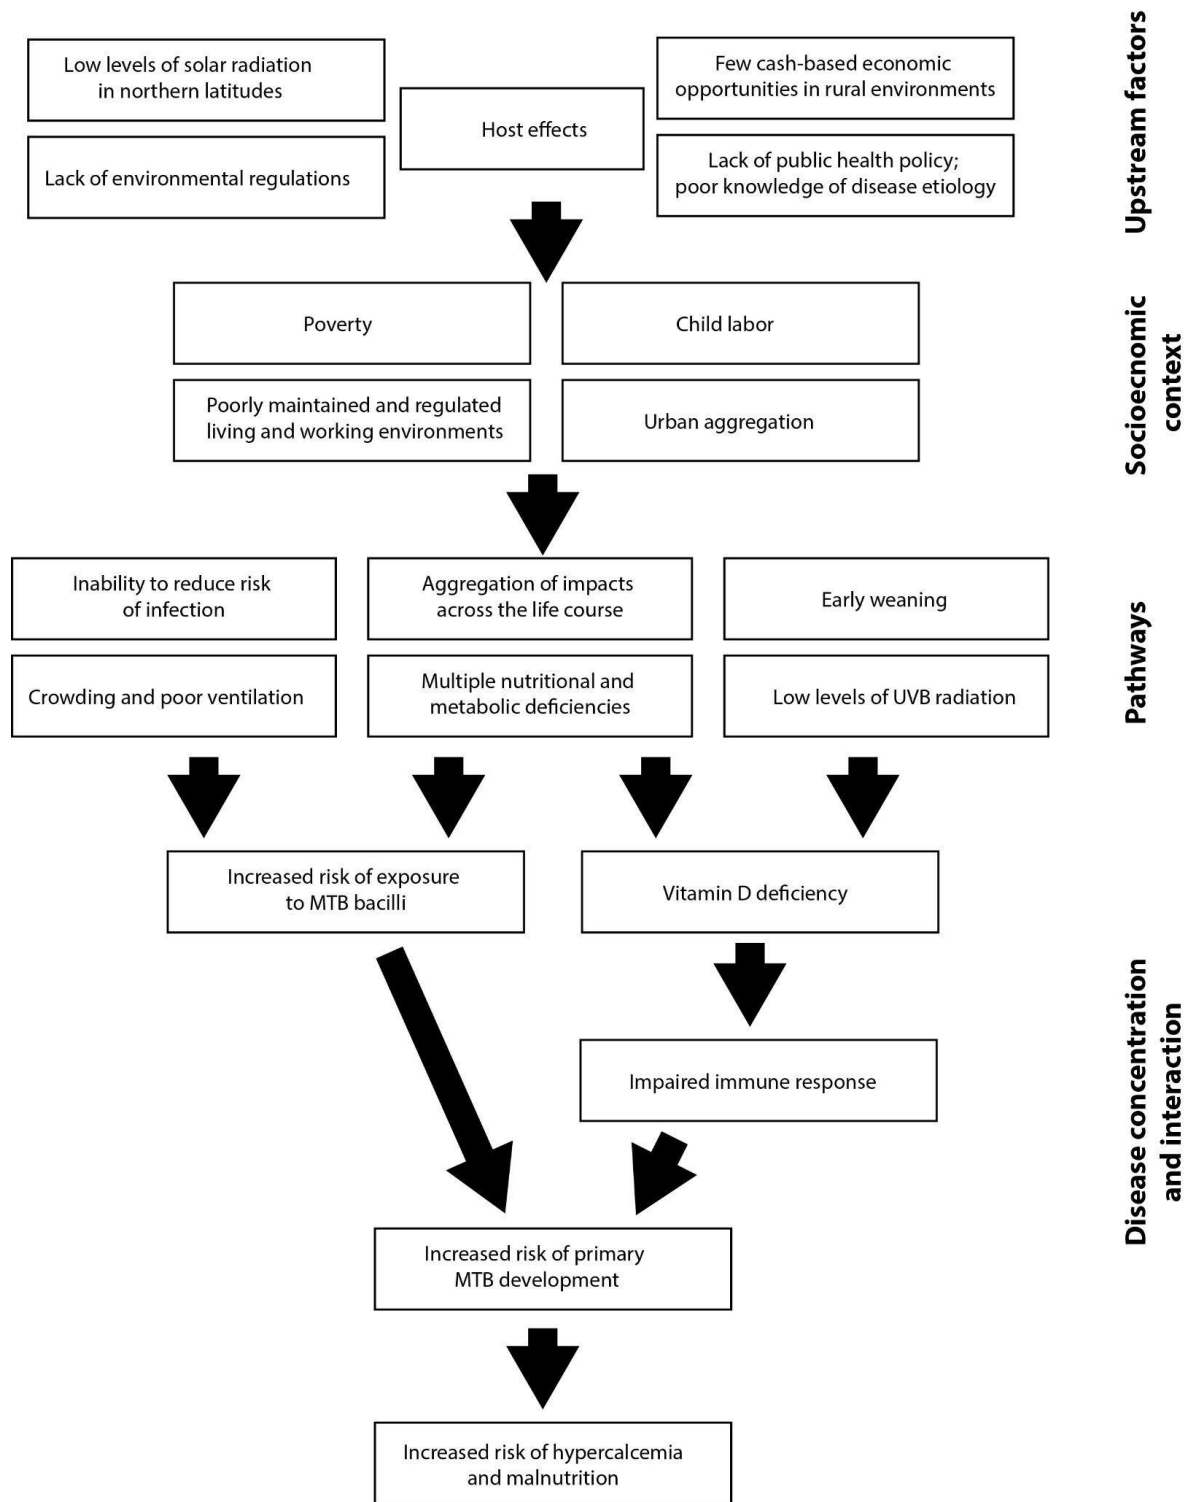 Low levels of solar radiation
in northern latitudes
Lack of environmental regulations
Host effects
Few cash-based economic
opportunities in rural environments
Lack of public health policy;
poor knowledge of disease etiology
Upstream factors
Poverty
Child labor
Poorly maintained and regulated
living and working environments
Urban aggregation
Socioecnomic
context
Inability to reduce risk
of infection
Aggregation of impacts
across the life course
Early weaning
Crowding and poor ventilation
Multiple nutritional and
metabolic deficiencies
Low levels of UVB radiation
Pathways
Increased risk of exposure
to MTB bacilli
Vitamin D deficiency
Impaired immune response
Increased risk of primary
MTB development
Increased risk of hypercalcemia
and malnutrition
Disease concentration
and interaction